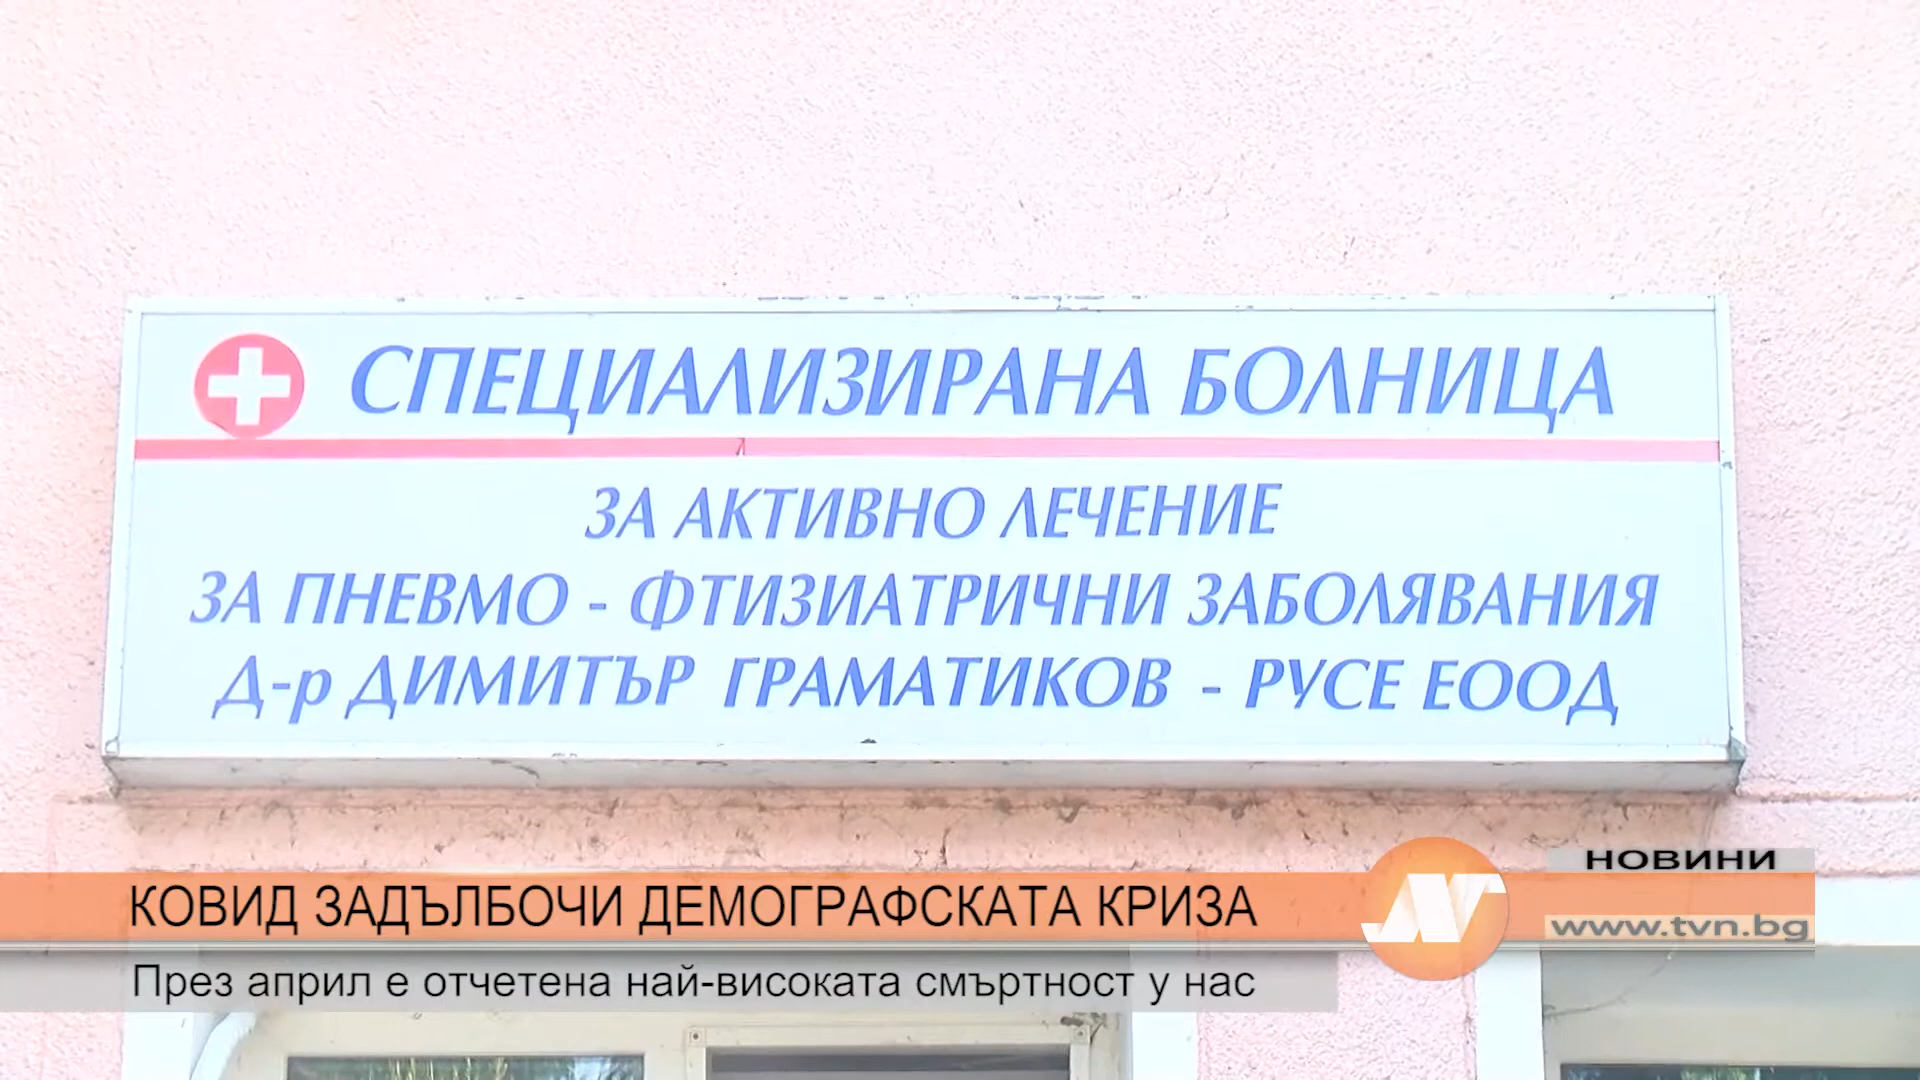 СПЕЦИАЛИЗИРАНА БОЛНИЦА
ЗА АКТИВНО ЛЕЧЕНИЕ
ЗА ПНЕВМО - ФТИЗИАТРИЧНИ ЗАБОЛЯВАНИЯ
Д-р ДИМИТЪР ГРАМАТИКОВ - РУСЕ ЕООД
НОВИНИ
КОВИД ЗАДЪЛБОЧИ ДЕМОГРАФСКАТА КРИЗА
www.tvn.bg
През април е отчетена най-високата смъртност у нас